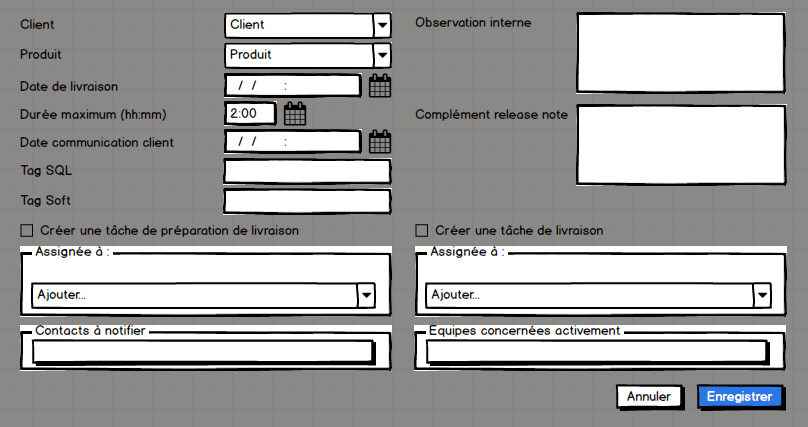 Client
Client
Produit
Produit
Date de livraison
/ / :
Durée maximum (hh:mm)
2:00
Date communication client
/ / :
Tag SQL
Tag Soft
Observation interne
Complément release note
Créer une tâche de préparation de livraison
Assignée à :
Ajouter...
Contacts à notifier
Créer une tâche de livraison
Assignée à :
Ajouter...
Equipes concernées activement
Annuler
Enregistrer